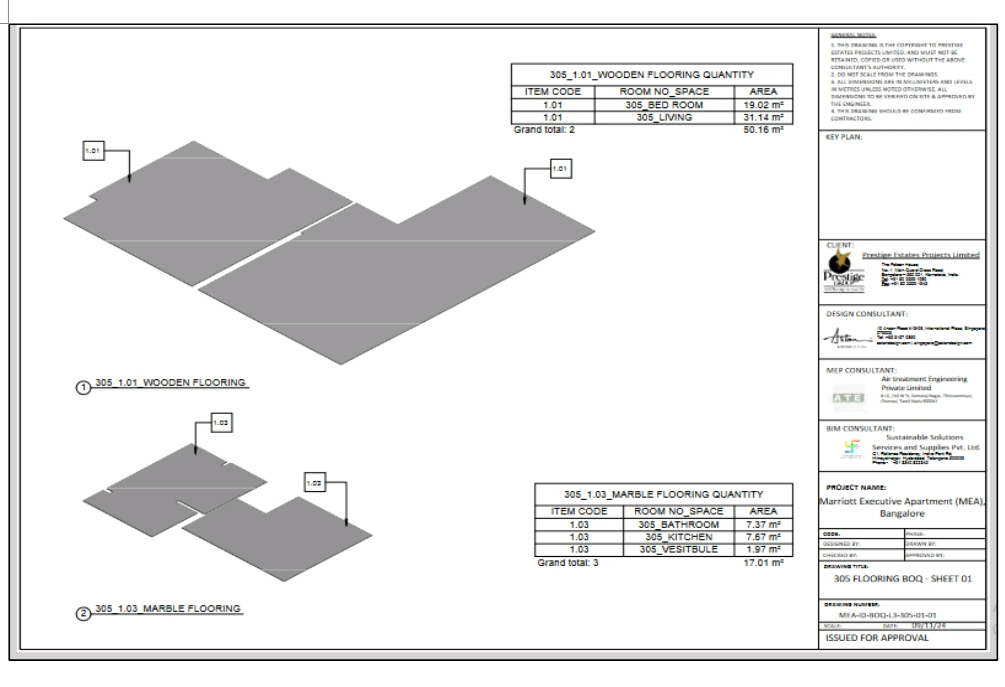 305_1.01_WOODEN FLOORING QUANTITY
ITEM CODE ROOM NO_SPACE AREA
1.01 305_BED ROOM 19.02 m²
1.01 305_LIVING 31.14 m²
Grand total: 2 50.16 m²
1.01
1.01
1 305_1.01_WOODEN FLOORING
1.03
1.03
305_1.03_MARBLE FLOORING QUANTITY
ITEM CODE ROOM NO_SPACE AREA
1.03 305_BATHROOM 7.37 m²
1.03 305_KITCHEN 7.67 m²
1.03 305_VESITBULE 1.97 m²
Grand total: 3 17.01 m²
2 305_1.03_MARBLE FLOORING
GENERAL NOTES:
1. THIS DRAWING IS THE COPYRIGHT TO PRESTIGE
ESTATES PROJECTS LIMITED. AND MUST NOT BE
RETAINED, COPIED OR USED WITHOUT THE ABOVE
CONSULTANT'S AUTHORITY.
2. DO NOT SCALE FROM THE DRAWINGS.
3. ALL DIMENSIONS ARE IN MILLIMETERS AND LEVELS
IN METRES UNLESS NOTED OTHERWISE, ALL
DIMENSIONS TO BE VERIFIED ON SITE & APPROVED BY
THE ENGINEER.
4. THIS DRAWING SHOULD BE CONFIRMED FROM
CONTRACTORS.
KEY PLAN:
CLIENT:
Prestige Estates Projects Limited
Prestige
GROUP
DESIGN CONSULTANT:
MEP CONSULTANT:
Air treatment Engineering
Private Limited
ATE
BIM CONSULTANT:
Sustainable Solutions
Services and Supplies Pvt. Ltd.
PROJECT NAME:
Marriott Executive Apartment (MEA),
Bangalore
CODE: PHASE:
DESIGNED BY: DRAWN BY:
CHECKED BY: APPROVED BY:
DRAWING TITLE:
305 FLOORING BOQ - SHEET 01
DRAWING NUMBER:
MEA-ID-BOQ-L3-305-01-01
SCALE: DATE: 09/11/24
ISSUED FOR APPROVAL